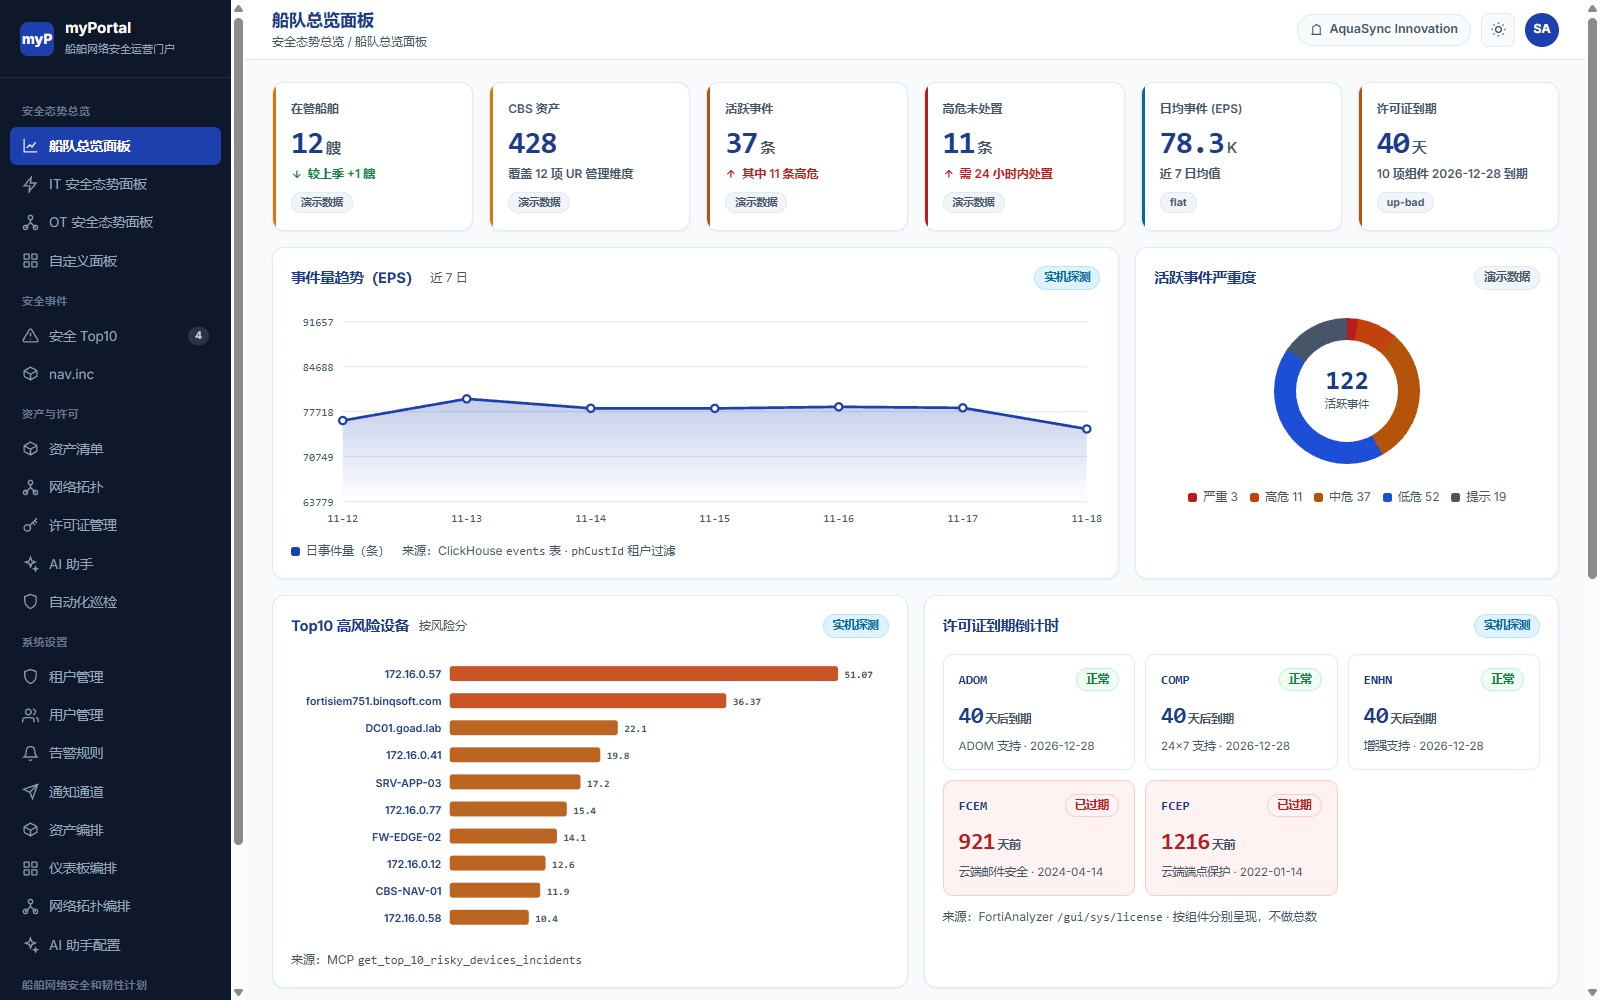 myP
myPortal
船舶网络安全运营门户
安全态势总览
船队总览面板
IT 安全态势面板
OT 安全态势面板
自定义面板
安全事件
安全 Top10
4
nav.inc
资产与许可
资产清单
网络拓扑
许可证管理
AI 助手
自动化巡检
系统设置
租户管理
用户管理
告警规则
通知通道
资产编排
仪表板编排
网络拓扑编排
AI 助手配置
船舶网络安全和韧性计划
船队总览面板
安全态势总览 / 船队总览面板
AquaSync Innovation
SA
在管船舶
12艘
↓ 较上季 +1 艘
演示数据
CBS 资产
428
覆盖 12 项 UR 管理维度
演示数据
活跃事件
37条
↑ 其中 11 条高危
演示数据
高危未处置
11条
↑ 需 24 小时内处置
演示数据
日均事件 (EPS)
78.3K
近 7 日均值
flat
许可证到期
40天
10 项组件 2026-12-28 到期
up-bad
事件量趋势（EPS） 近 7 日
实机探测
91657
84688
77718
70749
63779
11-12
11-13
11-14
11-15
11-16
11-17
11-18
日事件量（条） 来源：ClickHouse events 表 · phCustId 租户过滤
活跃事件严重度
演示数据
122
活跃事件
严重 3
高危 11
中危 37
低危 52
提示 19
Top10 高风险设备 按风险分
实机探测
172.16.0.57 51.07
fortisiem751.binqsoft.com 36.37
DC01.goad.lab 22.1
172.16.0.41 19.8
SRV-APP-03 17.2
172.16.0.77 15.4
FW-EDGE-02 14.1
172.16.0.12 12.6
CBS-NAV-01 11.9
172.16.0.58 10.4
来源：MCP get_top_10_risky_devices_incidents
许可证到期倒计时
实机探测
ADOM 正常
40天后到期
ADOM 支持 · 2026-12-28
COMP 正常
40天后到期
24×7 支持 · 2026-12-28
ENHN 正常
40天后到期
增强支持 · 2026-12-28
FCEM 已过期
921天前
云端邮件安全 · 2024-04-14
FCEP 已过期
1216天前
云端端点保护 · 2022-01-14
来源：FortiAnalyzer /gui/sys/license · 按组件分别呈现，不做总数